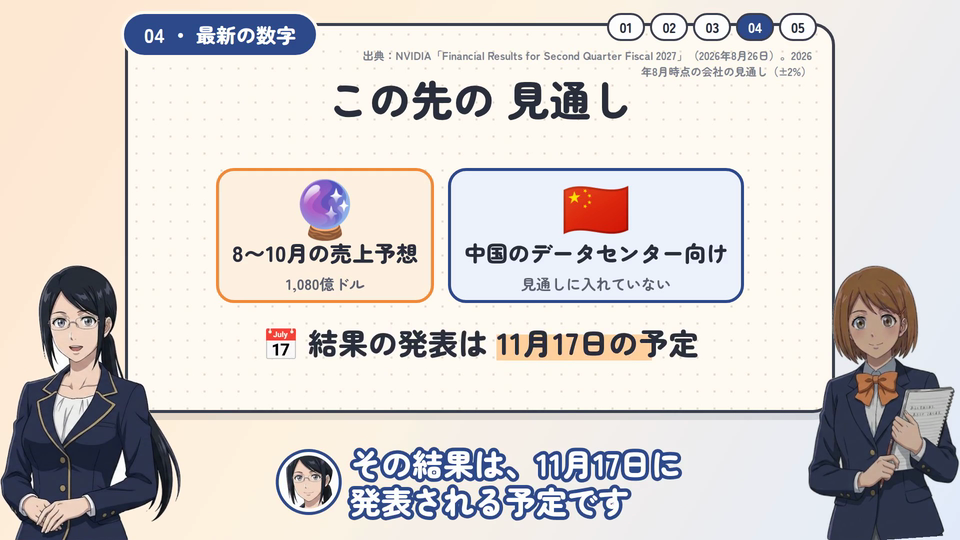 04 ・ 最新の数字
01 02 03 04 05
出典：NVIDIA「Financial Results for Second Quarter Fiscal 2027」（2026年8月26日）。2026
年8月時点の会社の見通し（±2%）
この先の 見通し
8〜10月の売上予想
1,080億ドル
中国のデータセンター向け
見通しに入れていない
July
17
結果の発表は 11月17日の予定
その結果は、11月17日に
発表される予定です